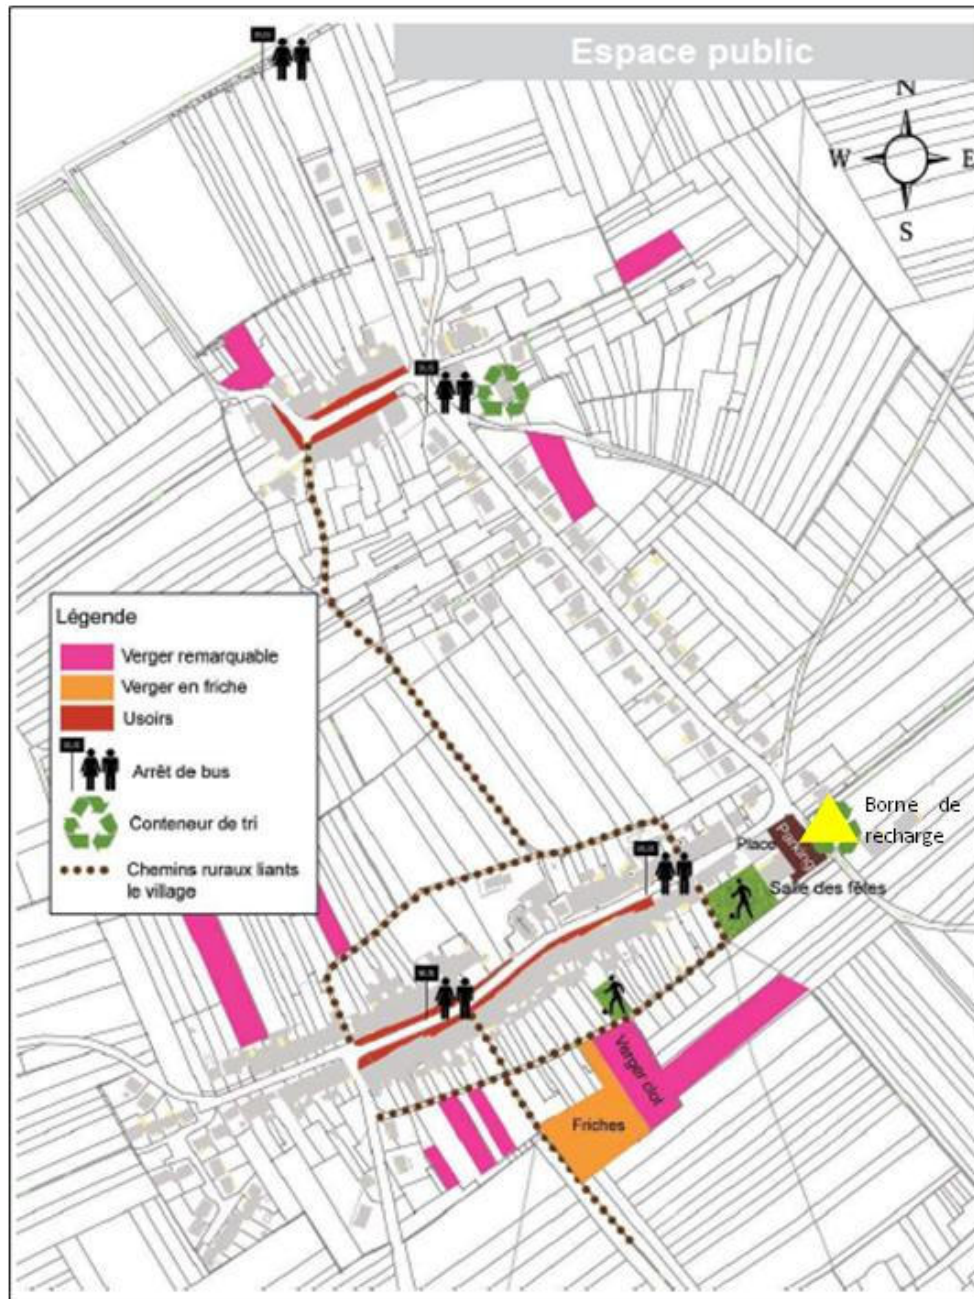 Espace public
N
W
E
S
Légende
Verger remarquable
Verger en friche
Usoirs
Arrêt de bus
Conteneur de tri
Chemins ruraux liants
le village
Borne de
recharge
Place
Parking
Salle des fêtes
Verger clot
Friches